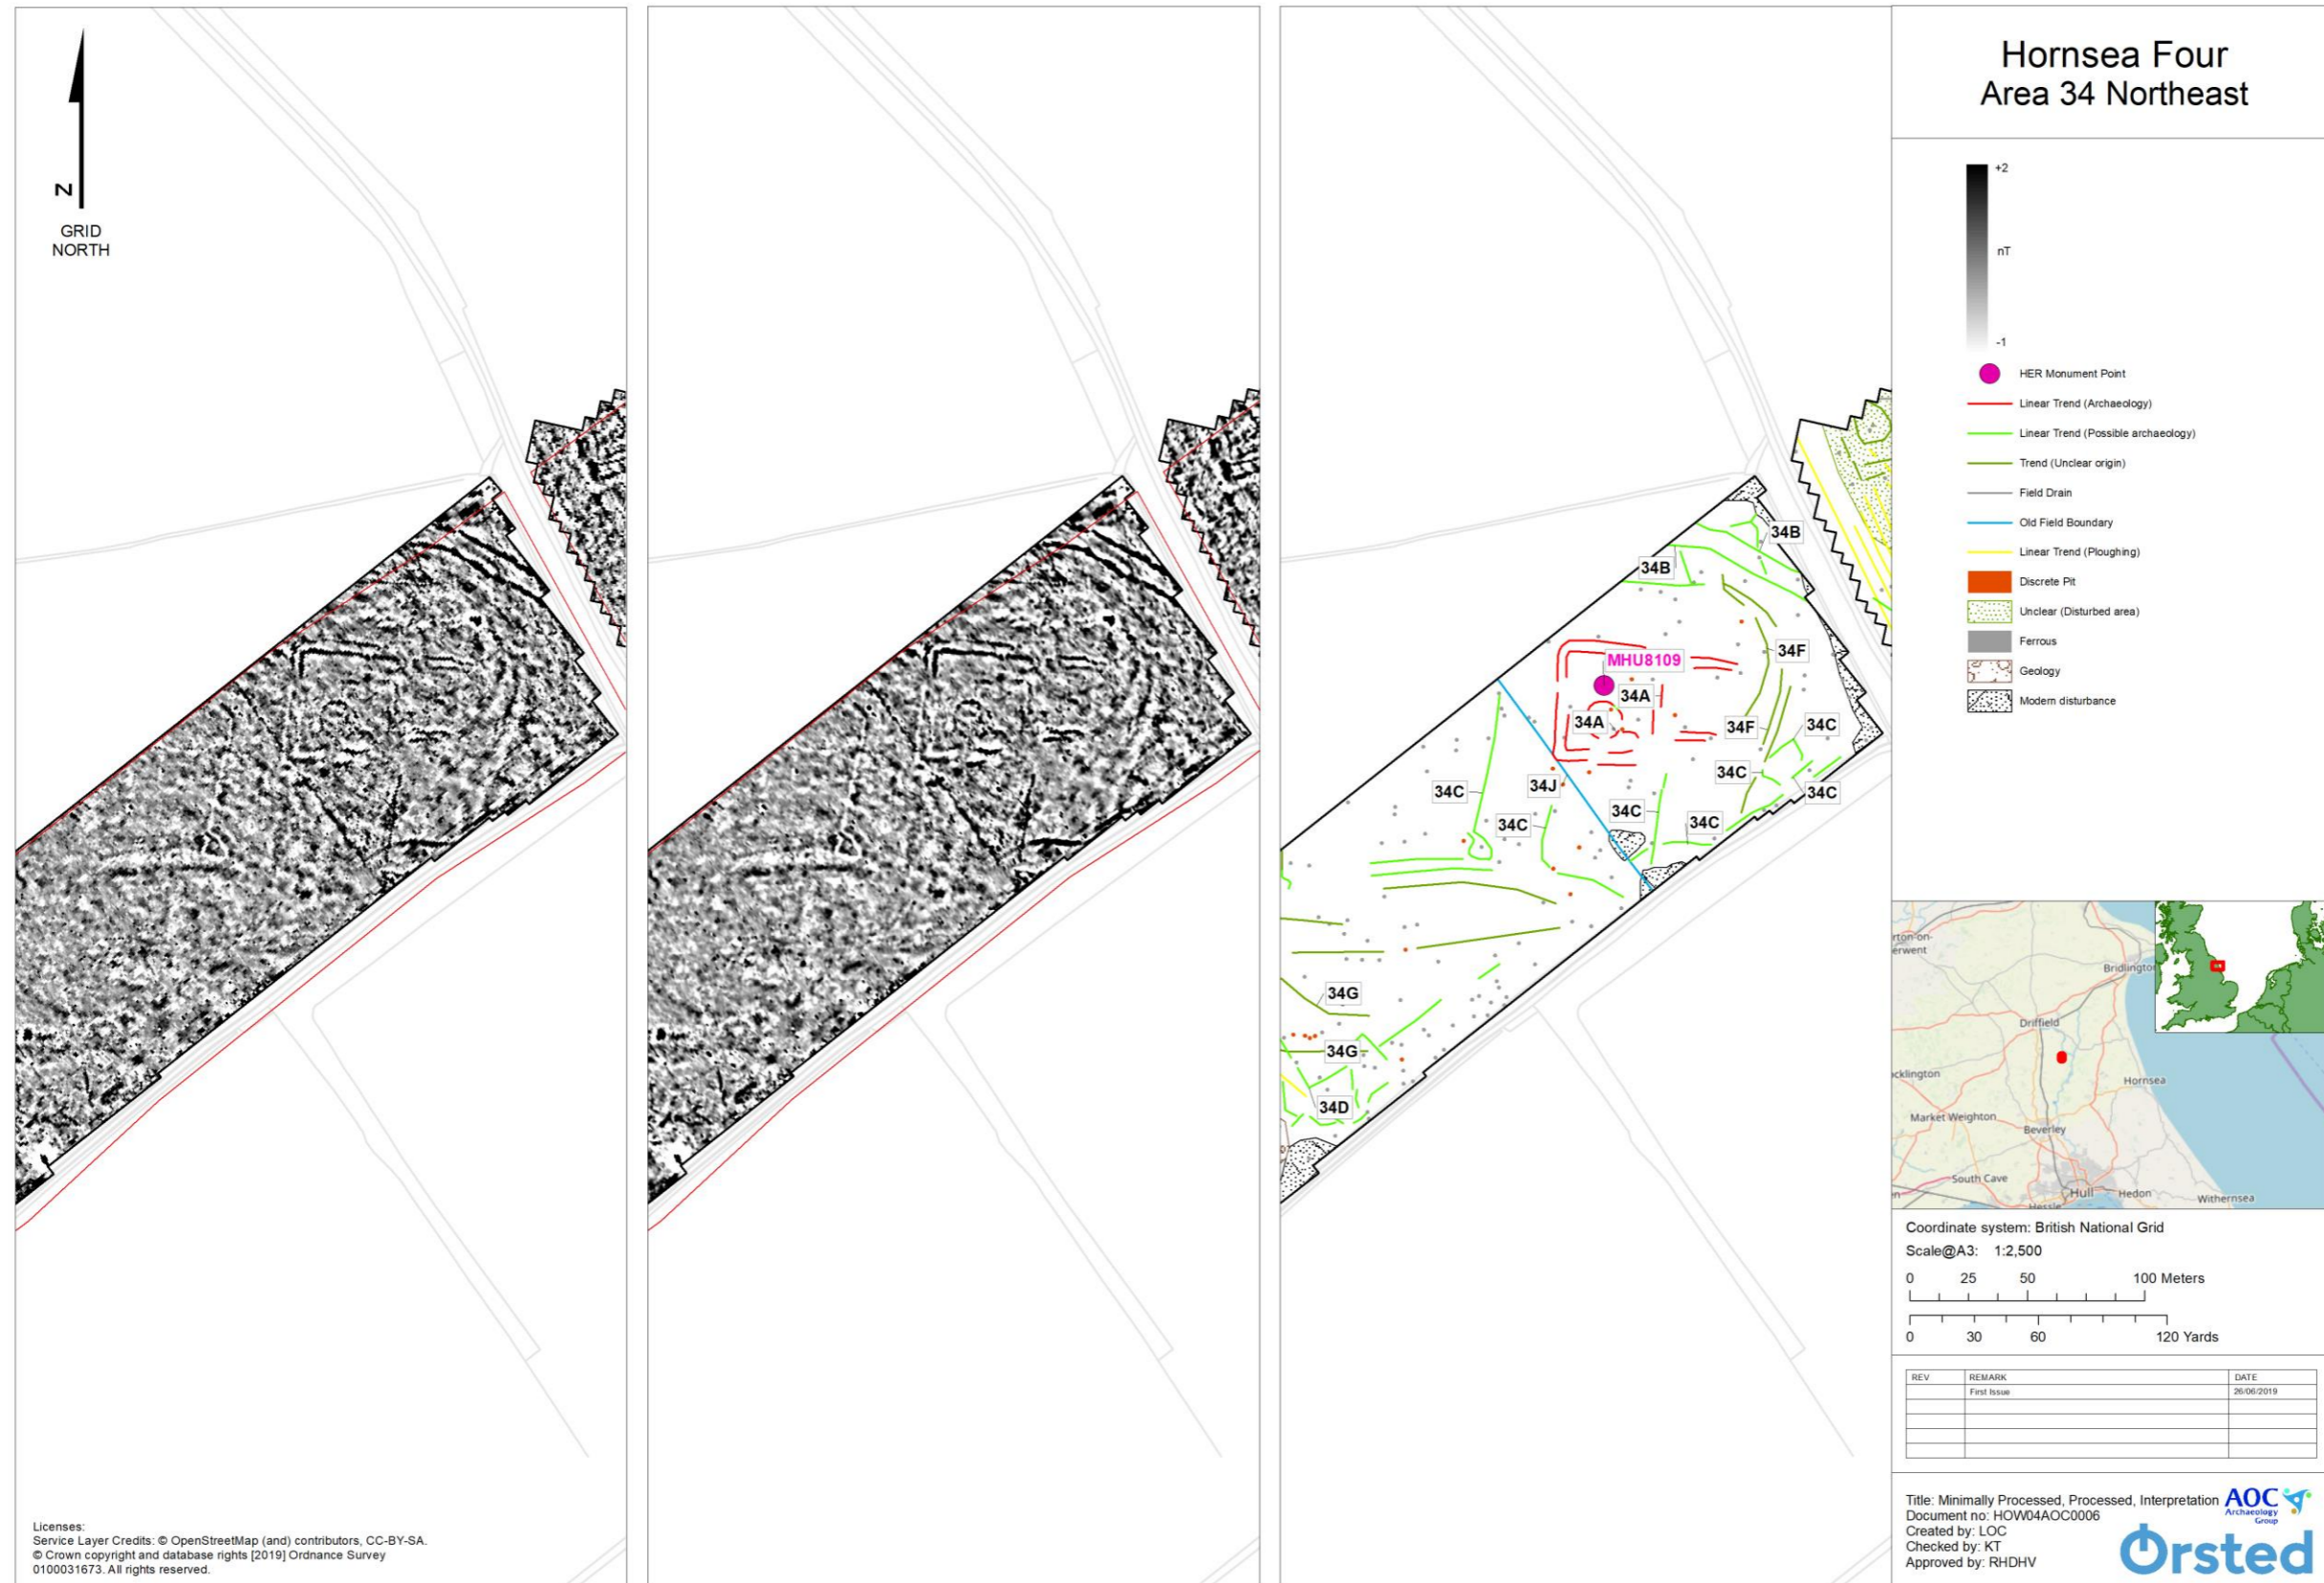 Hornsea Four
Area 34 Northeast
N
GRID
NORTH
+2
nT
-1
HER Monument Point
Linear Trend (Archaeology)
Linear Trend (Possible archaeology)
Trend (Unclear origin)
Field Drain
Old Field Boundary
Linear Trend (Ploughing)
Discrete Pit
Unclear (Disturbed area)
Ferrous
Geology
Modern disturbance
34B
34B
34F
MHU8109
34A
34A
34F
34C
34C
34C
34J
34C
34C
34C
34C
34G
34G
34D
rton-on-
erwent
Bridlington
Driffield
cklington
Hornsea
Market Weighton
Beverley
South Cave
Hull
Hedon
Withernsea
Hessle
Coordinate system: British National Grid
Scale@A3: 1:2,500
0 25 50 100 Meters
0 30 60 120 Yards
REV REMARK DATE
First Issue 26/06/2019
Title: Minimally Processed, Processed, Interpretation
Document no: HOW04AOC0006
Created by: LOC
Checked by: KT
Approved by: RHDHV
AOC
Archaeology
Group
Orsted
Licenses:
Service Layer Credits: © OpenStreetMap (and) contributors, CC-BY-SA.
© Crown copyright and database rights [2019] Ordnance Survey
0100031673. All rights reserved.